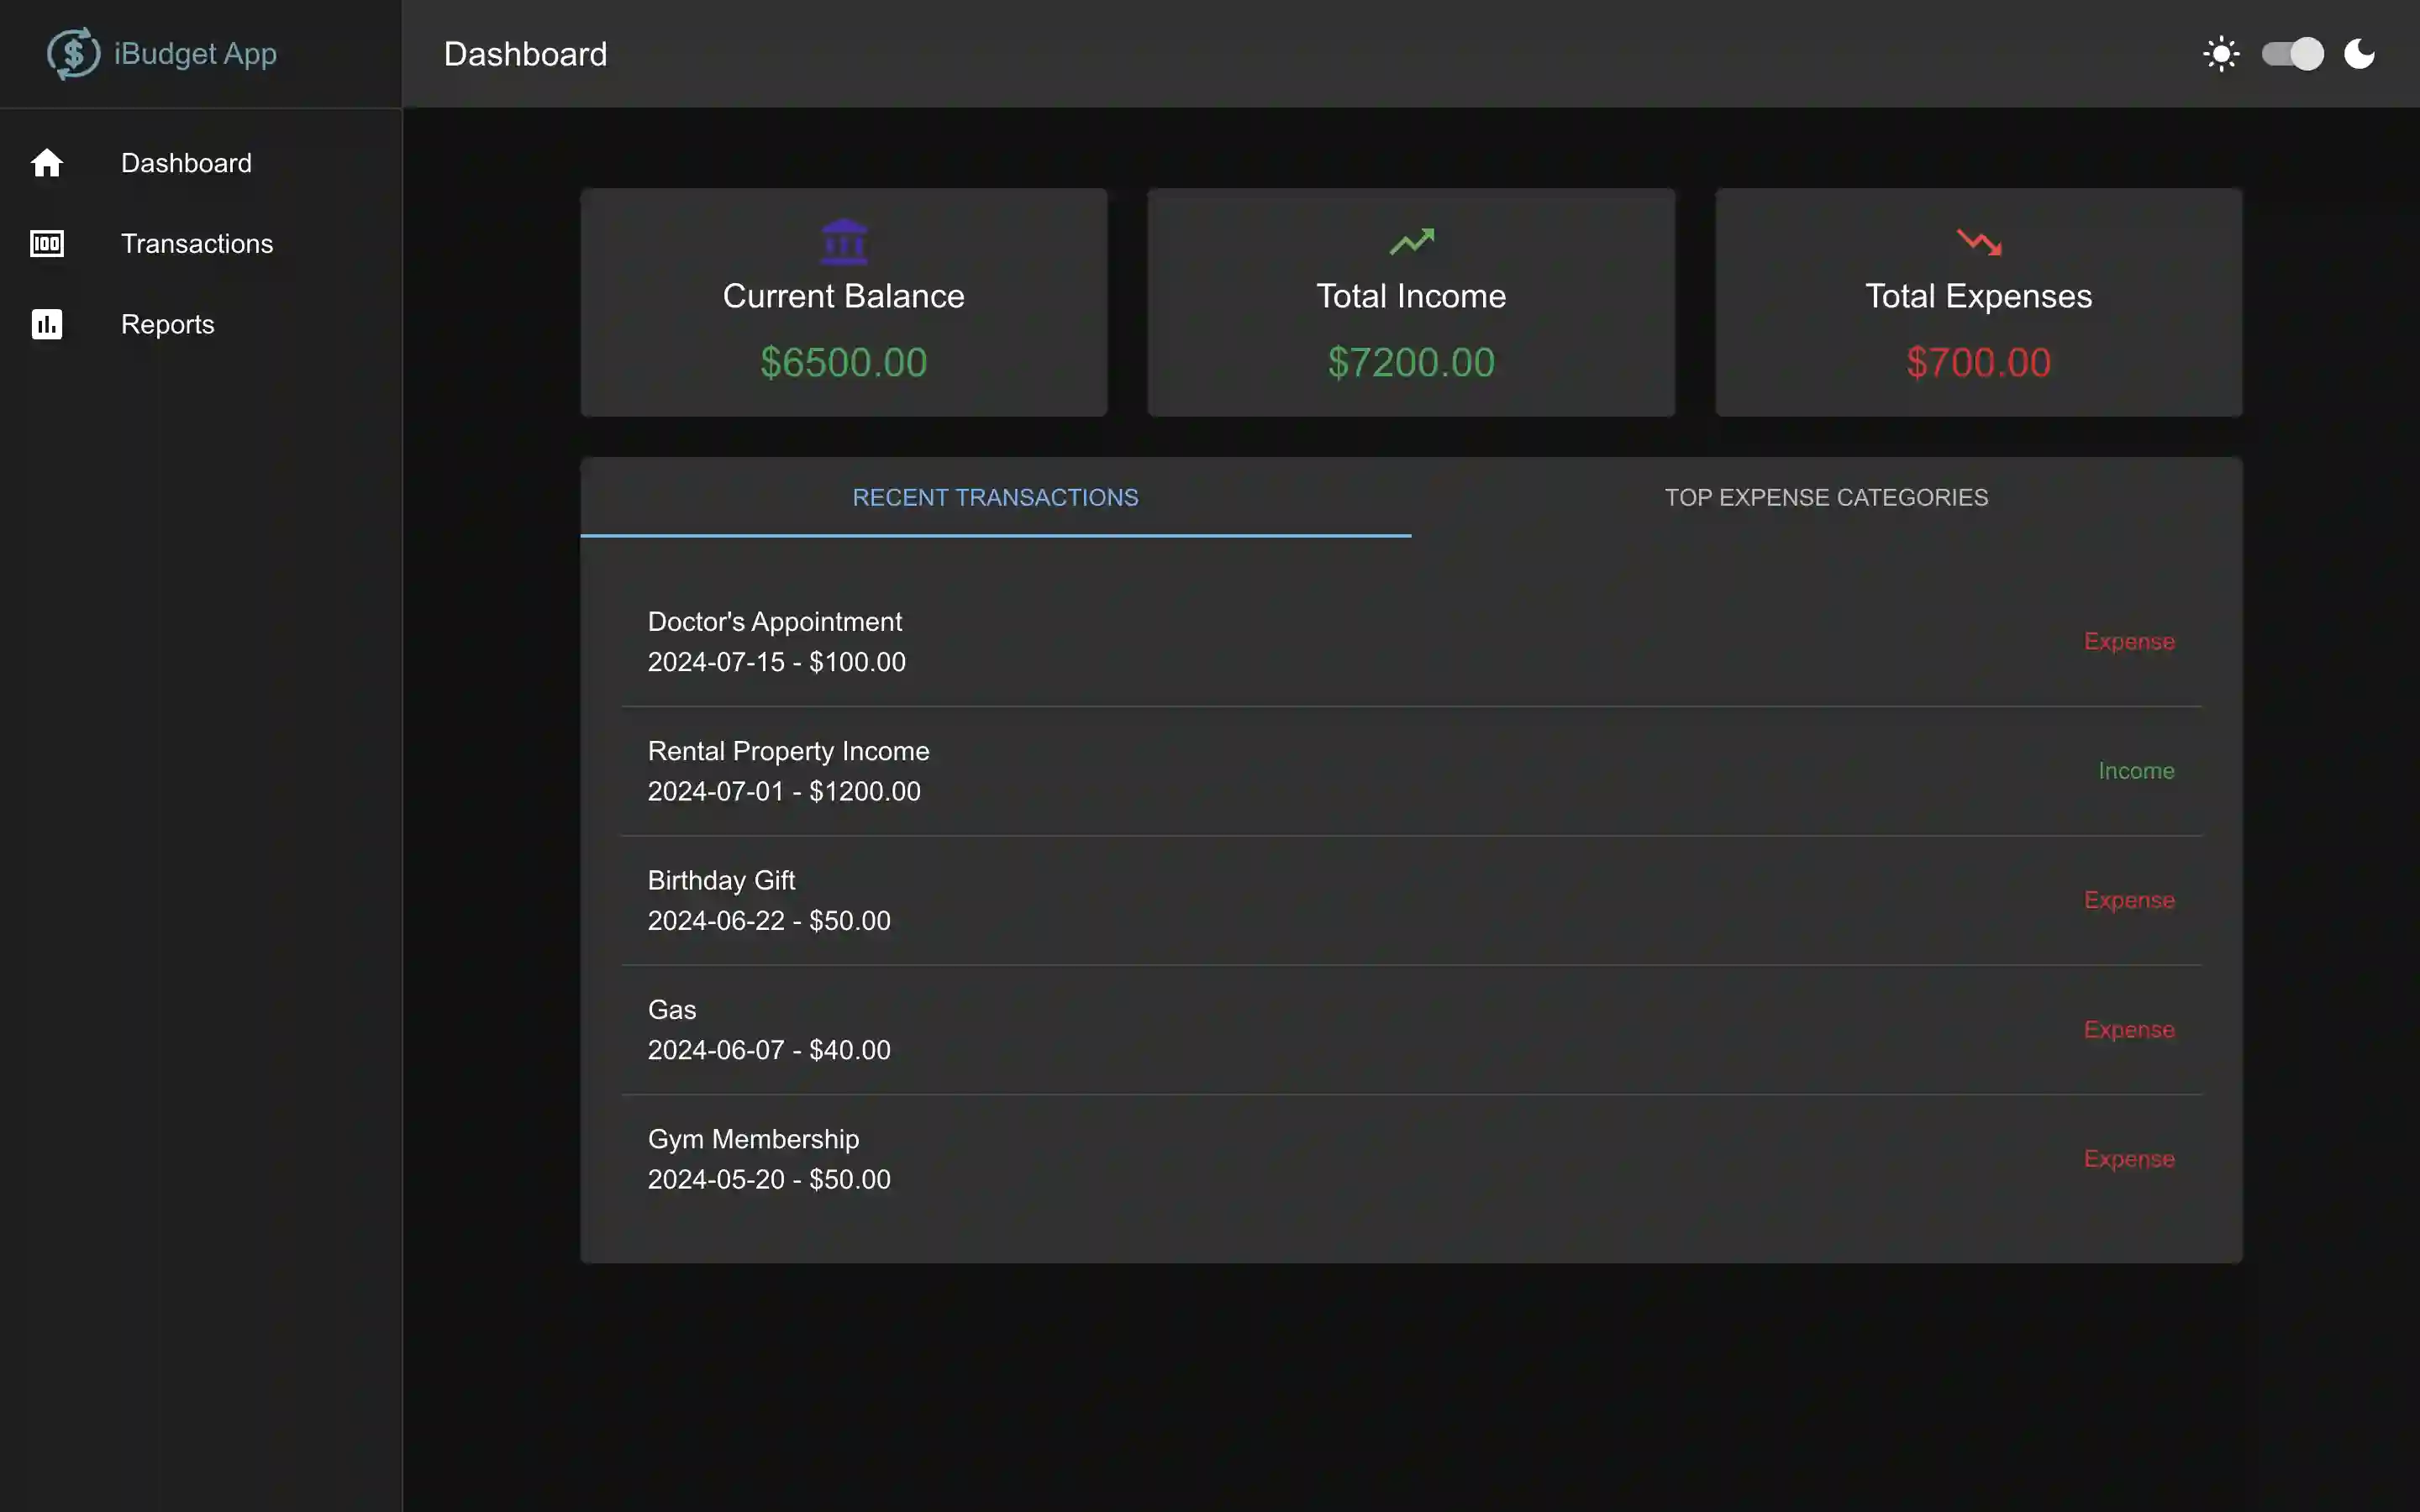 iBudget App
Dashboard
Dashboard
Transactions
Reports
Current Balance
$6500.00
Total Income
$7200.00
Total Expenses
$700.00
RECENT TRANSACTIONS
TOP EXPENSE CATEGORIES
Doctor's Appointment
2024-07-15 - $100.00
Expense
Rental Property Income
2024-07-01 - $1200.00
Income
Birthday Gift
2024-06-22 - $50.00
Expense
Gas
2024-06-07 - $40.00
Expense
Gym Membership
2024-05-20 - $50.00
Expense